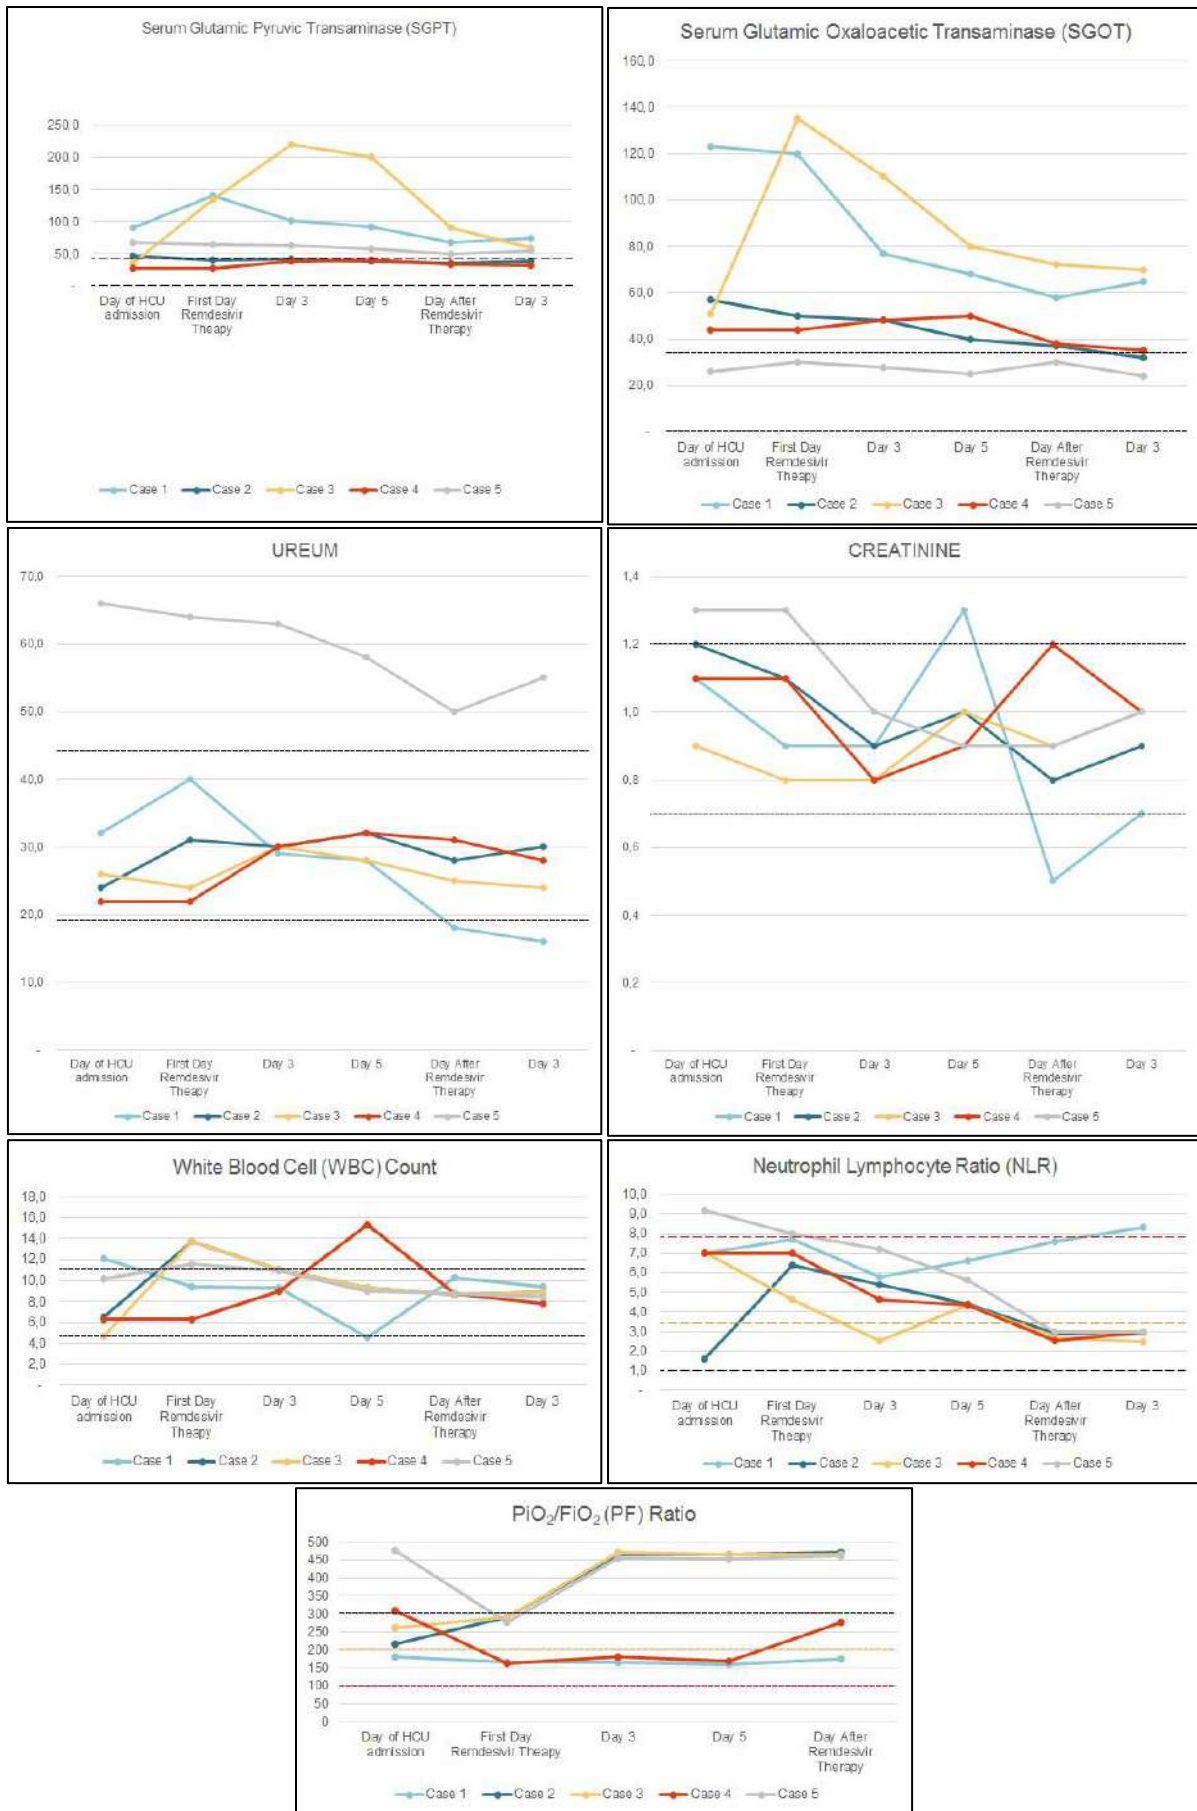 Serum Glutamic Pyruvic Transaminase (SGPT)
250,0
200,0
150,0
100,0
50,0
-
Day of HCU admission
First Day Remdesivir Theapy
Day 3
Day 5
Day After Remdesivir Therapy
Day 3
Case 1 Case 2 Case 3 Case 4 Case 5
Serum Glutamic Oxaloacetic Transaminase (SGOT)
160,0
140,0
120,0
100,0
80,0
60,0
40,0
20,0
-
Day of HCU admission
First Day Remdesivir Theapy
Day 3
Day 5
Day After Remdesivir Therapy
Day 3
Case 1 Case 2 Case 3 Case 4 Case 5
UREUM
70,0
60,0
50,0
40,0
30,0
20,0
10,0
-
Day of HCU admission
First Day Remdesivir Theapy
Day 3
Day 5
Day After Remdesivir Therapy
Day 3
Case 1 Case 2 Case 3 Case 4 Case 5
CREATININE
1,4
1,2
1,0
0,8
0,6
0,4
0,2
-
Day of HCU admission
First Day Remdesivir Theapy
Day 3
Day 5
Day After Remdesivir Therapy
Day 3
Case 1 Case 2 Case 3 Case 4 Case 5
White Blood Cell (WBC) Count
18,0
16,0
14,0
12,0
10,0
8,0
6,0
4,0
2,0
-
Day of HCU admission
First Day Remdesivir Theapy
Day 3
Day 5
Day After Remdesivir Therapy
Day 3
Case 1 Case 2 Case 3 Case 4 Case 5
Neutrophil Lymphocyte Ratio (NLR)
10,0
9,0
8,0
7,0
6,0
5,0
4,0
3,0
2,0
1,0
-
Day of HCU admission
First Day Remdesivir Theapy
Day 3
Day 5
Day After Remdesivir Therapy
Day 3
Case 1 Case 2 Case 3 Case 4 Case 5
PiO₂/FiO₂ (PF) Ratio
500
450
400
350
300
250
200
150
100
50
0
Day of HCU admission
First Day Remdesivir Theapy
Day 3
Day 5
Day After Remdesivir Therapy
Case 1 Case 2 Case 3 Case 4 Case 5